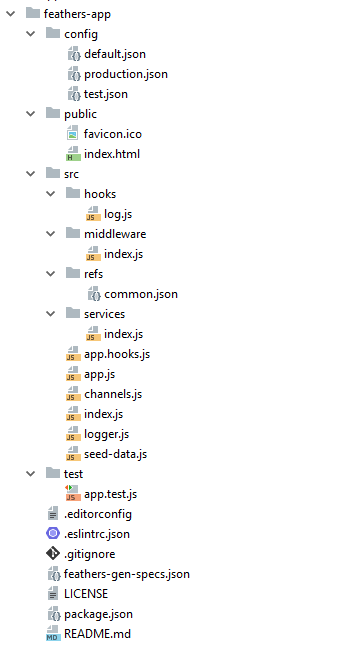 feathers-app
config
default.json
production.json
test.json
public
favicon.ico
index.html
src
hooks
log.js
middleware
index.js
refs
common.json
services
index.js
app.hooks.js
app.js
channels.js
index.js
logger.js
seed-data.js
test
app.test.js
.editorconfig
.eslintrc.json
.gitignore
feathers-gen-specs.json
LICENSE
package.json
README.md